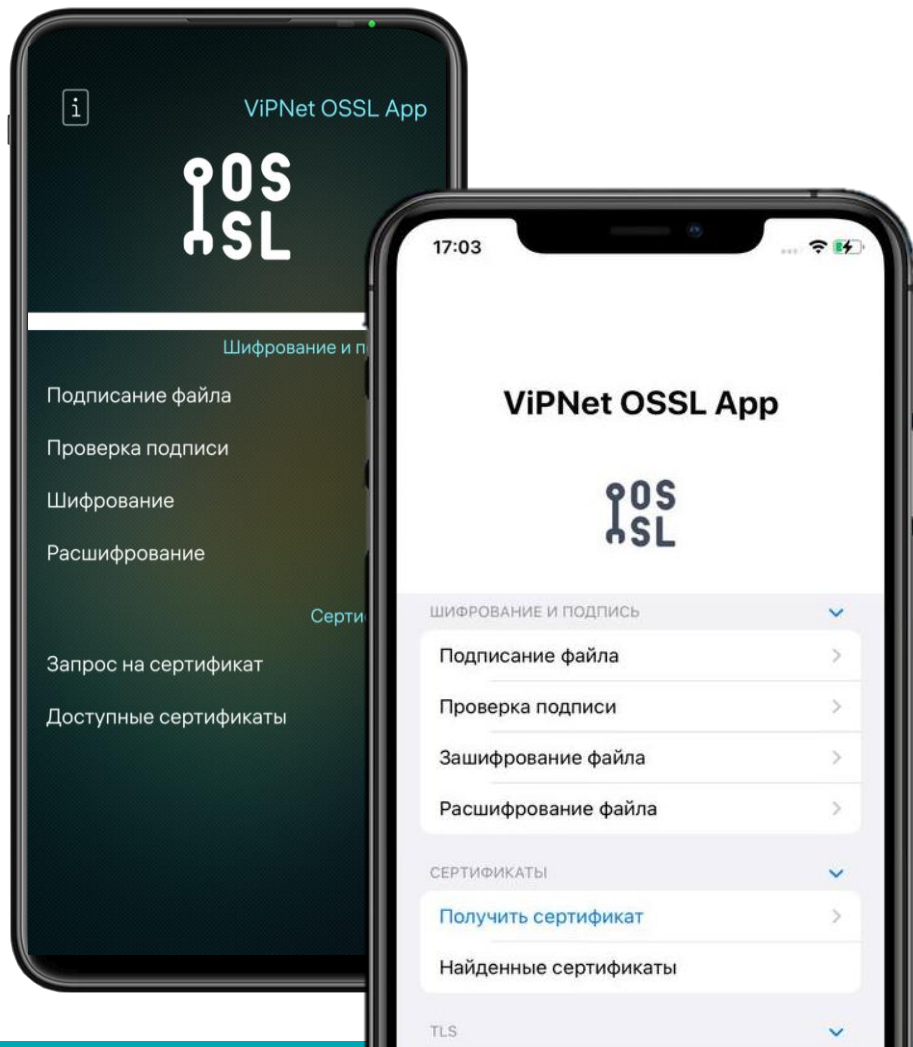 i
ViPNet OSSL App
OS
SL
Шифрование и п
Подписание файла
Проверка подписи
Шифрование
Расшифрование
Серти
Запрос на сертификат
Доступные сертификаты
17:03
ViPNet OSSL App
OS
SL
ШИФРОВАНИЕ И ПОДПИСЬ
Подписание файла
Проверка подписи
Зашифрование файла
Расшифрование файла
СЕРТИФИКАТЫ
Получить сертификат
Найденные сертификаты
TLS